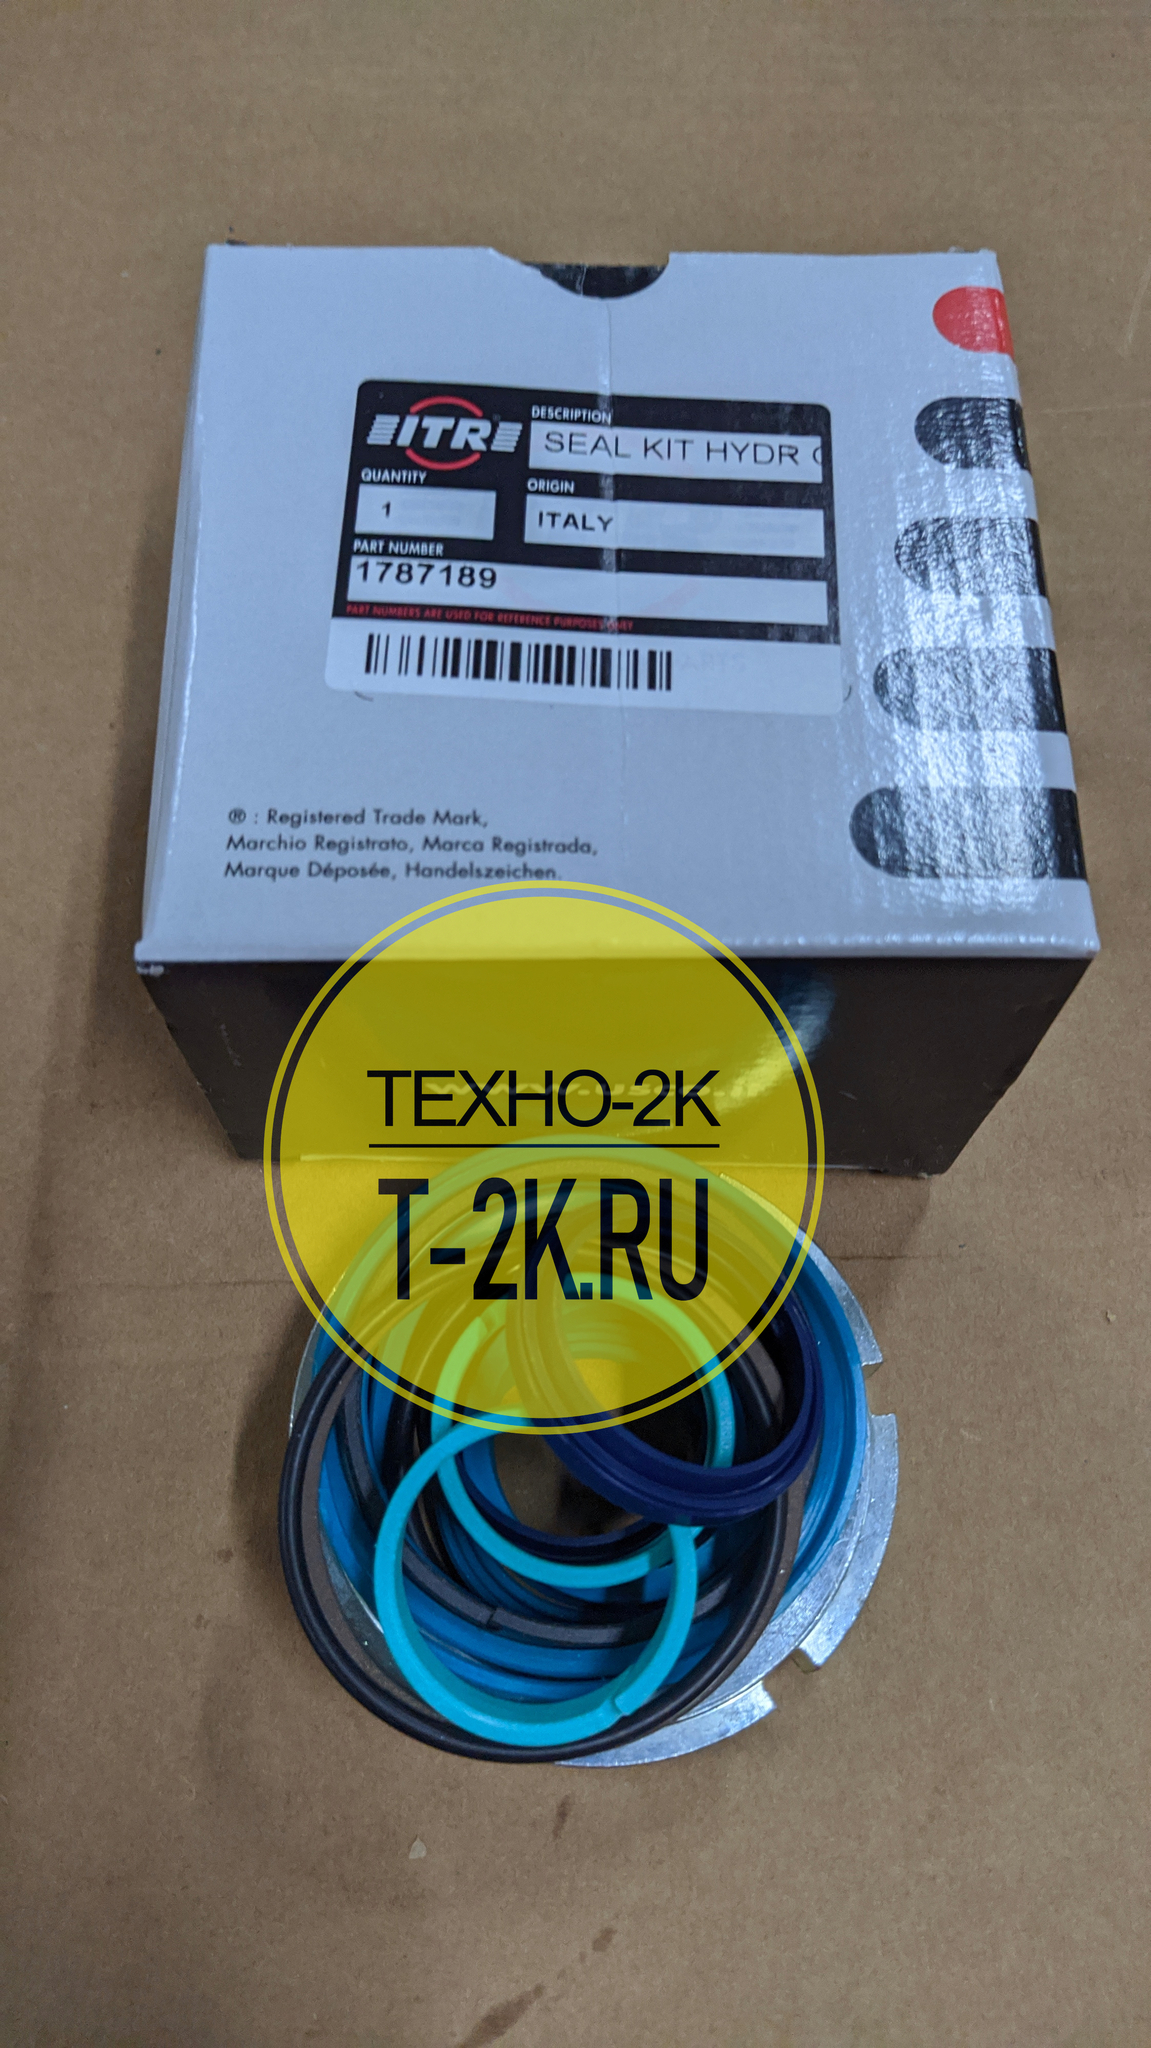 ITR
DESCRIPTION
SEAL KIT HYDR
QUANTITY
1
ORIGIN
ITALY
PART NUMBER
1787189
PART NUMBERS ARE USED FOR REFERENCE PURPOSES ONLY
® : Registered Trade Mark,
Marchio Registrato, Marca Registrada,
Marque Déposée, Handelszeichen.
ТЕХНО-2К
T-2K.RU